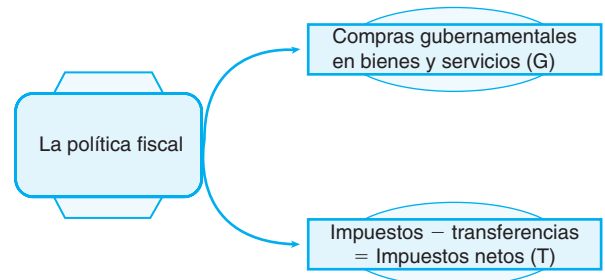 Compras gubernamentales
en bienes y servicios (G)
La política fiscal
Impuestos − transferencias
= Impuestos netos (T)